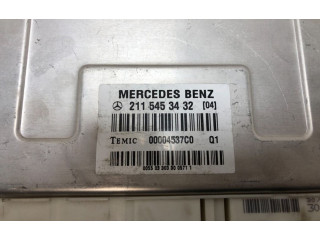 MERCEDES BENZ
211 545 34 32 [04]
TEMIC 00004537C0 Q1